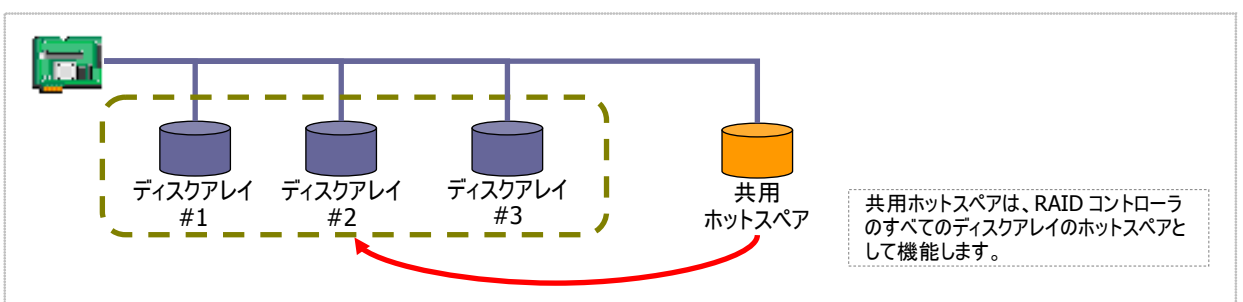 ディスクアレイ
#1
ディスクアレイ
#2
ディスクアレイ
#3
共用
ホットスペア
共用ホットスペアは、RAID コントローラ
のすべてのディスクアレイのホットスペアと
して機能します。